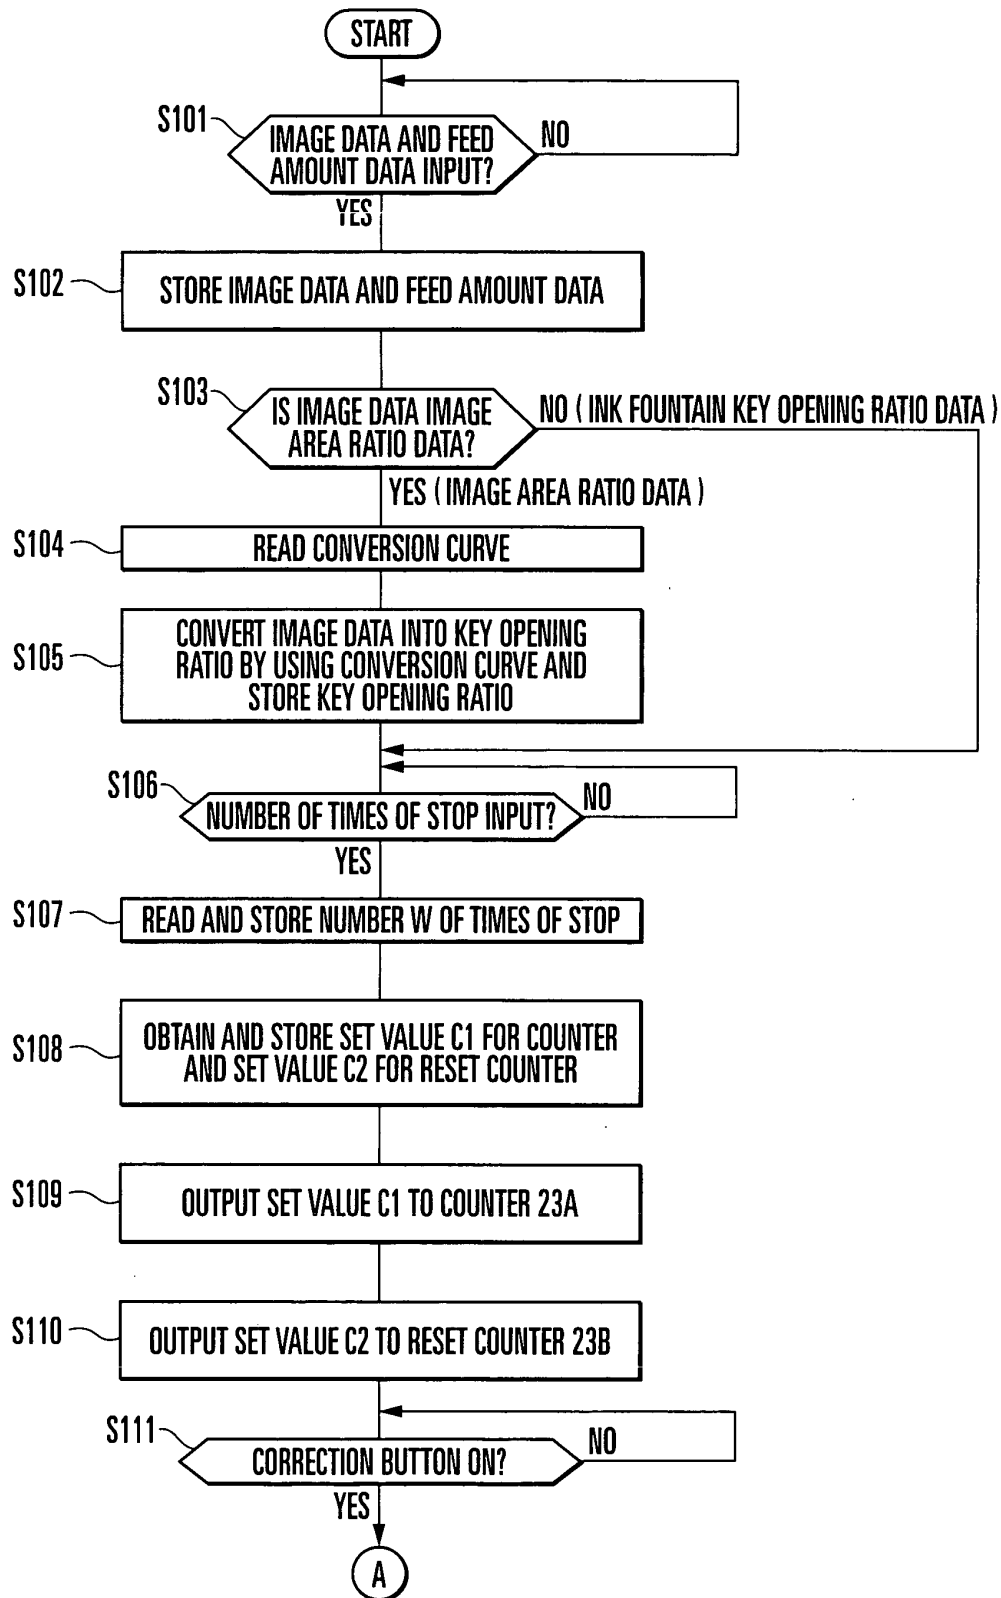 START
S101
IMAGE DATA AND FEED
AMOUNT DATA INPUT?
NO
YES
S102
STORE IMAGE DATA AND FEED AMOUNT DATA
S103
IS IMAGE DATA IMAGE
AREA RATIO DATA?
NO ( INK FOUNTAIN KEY OPENING RATIO DATA )
YES ( IMAGE AREA RATIO DATA )
S104
READ CONVERSION CURVE
S105
CONVERT IMAGE DATA INTO KEY OPENING
RATIO BY USING CONVERSION CURVE AND
STORE KEY OPENING RATIO
S106
NUMBER OF TIMES OF STOP INPUT?
NO
YES
S107
READ AND STORE NUMBER W OF TIMES OF STOP
S108
OBTAIN AND STORE SET VALUE C1 FOR COUNTER
AND SET VALUE C2 FOR RESET COUNTER
S109
OUTPUT SET VALUE C1 TO COUNTER 23A
S110
OUTPUT SET VALUE C2 TO RESET COUNTER 23B
S111
CORRECTION BUTTON ON?
NO
YES
A